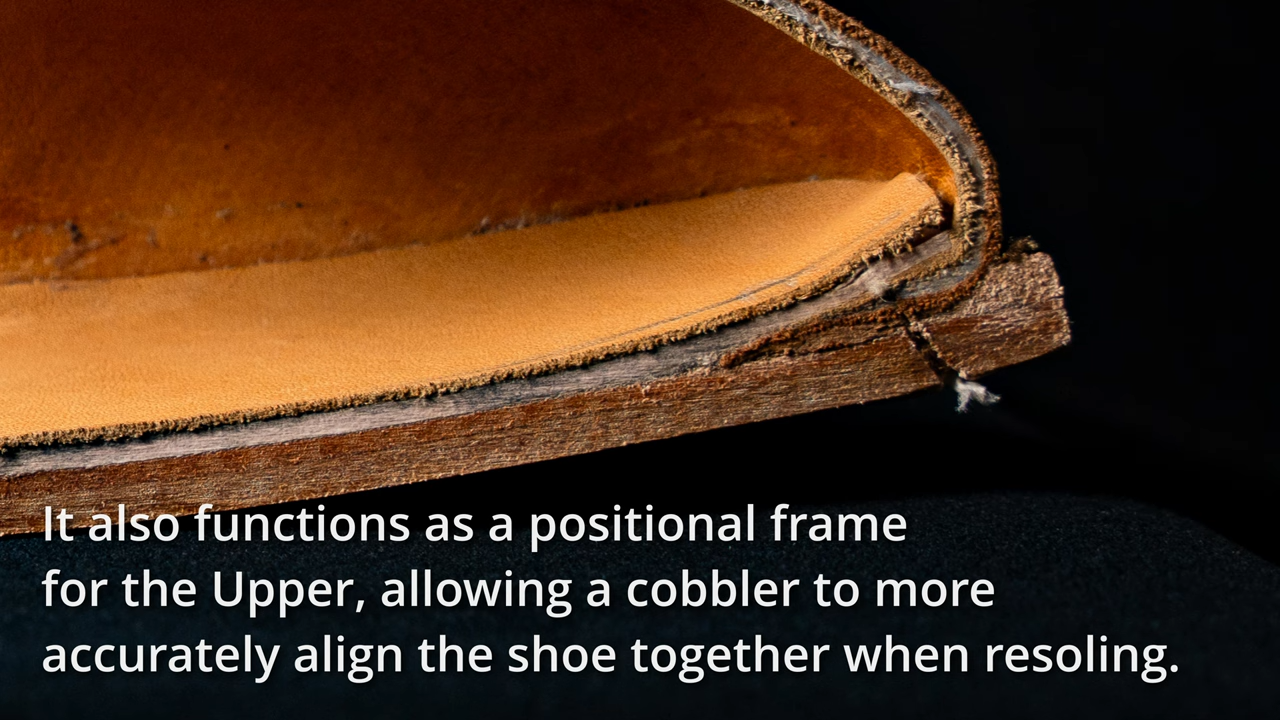 It also functions as a positional frame
for the Upper, allowing a cobbler to more
accurately align the shoe together when resoling.